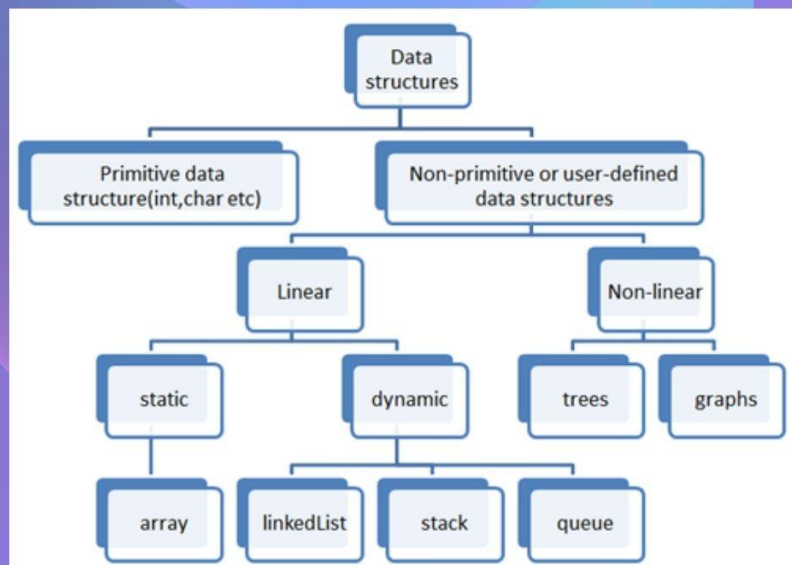 Data
structures
Primitive data
structure(int,char etc)
Non-primitive or user-defined
data structures
Linear
Non-linear
static
dynamic
trees
graphs
array
linkedList
stack
queue